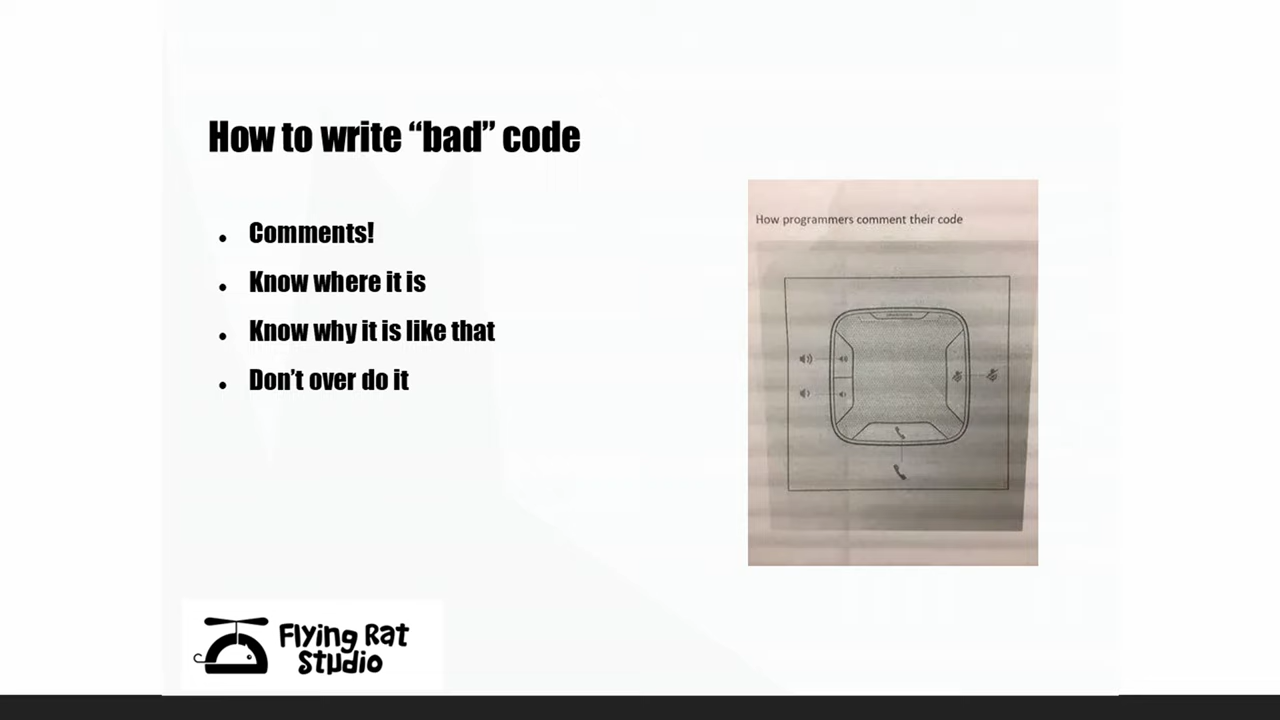 How to write “bad” code
Comments!
Know where it is
Know why it is like that
Don’t over do it
How programmers comment their code
Flying Rat
Studio